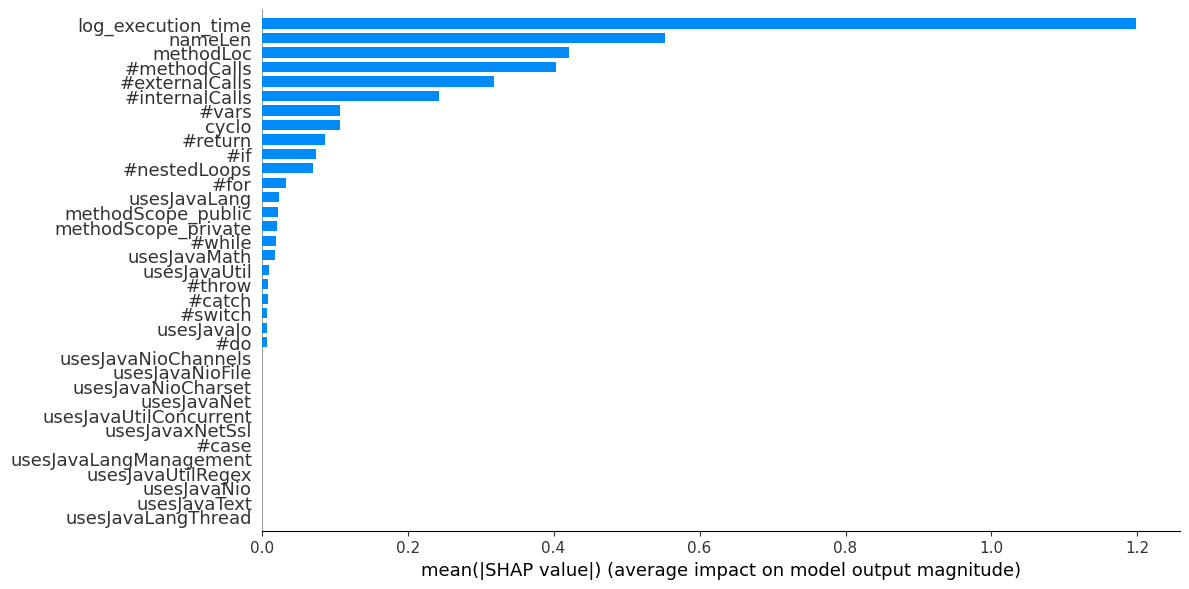 log_execution_time
nameLen
methodLoc
#methodCalls
#externalCalls
#internalCalls
#vars
cyclo
#return
#if
#nestedLoops
#for
usesJavaLang
methodScope_public
methodScope_private
#while
usesJavaMath
usesJavaUtil
#throw
#catch
#switch
usesJavaIo
#do
usesJavaNioChannels
usesJavaNioFile
usesJavaNioCharset
usesJavaNet
usesJavaUtilConcurrent
usesJavaxNetSsl
#case
usesJavaLangManagement
usesJavaUtilRegex
usesJavaNio
usesJavaText
usesJavaLangThread
0.0 0.2 0.4 0.6 0.8 1.0 1.2
mean(|SHAP value|) (average impact on model output magnitude)